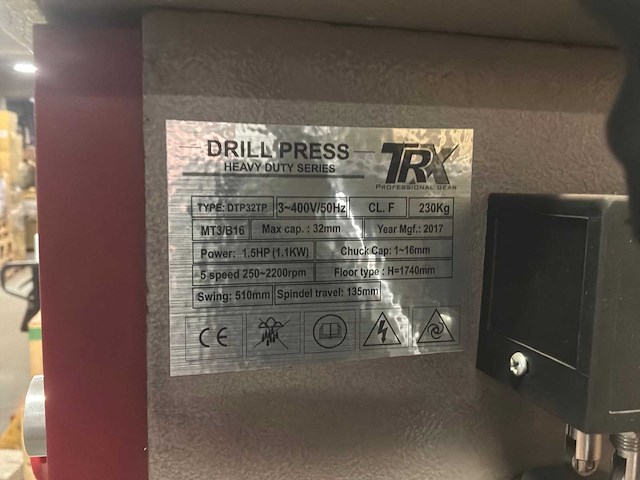 DRILL PRESS
HEAVY DUTY SERIES
TRX
PROFESSIONAL GEAR
TYPE: DTP32TP 3~400V/50Hz CL. F 230Kg
MT3/B16 Max cap. : 32mm Year Mgf.: 2017
Power: 1.5HP (1.1KW) Chuck Cap: 1~16mm
5 speed 250~2200rpm Floor type : H=1740mm
Swing: 510mm Spindel travel: 135mm
CE